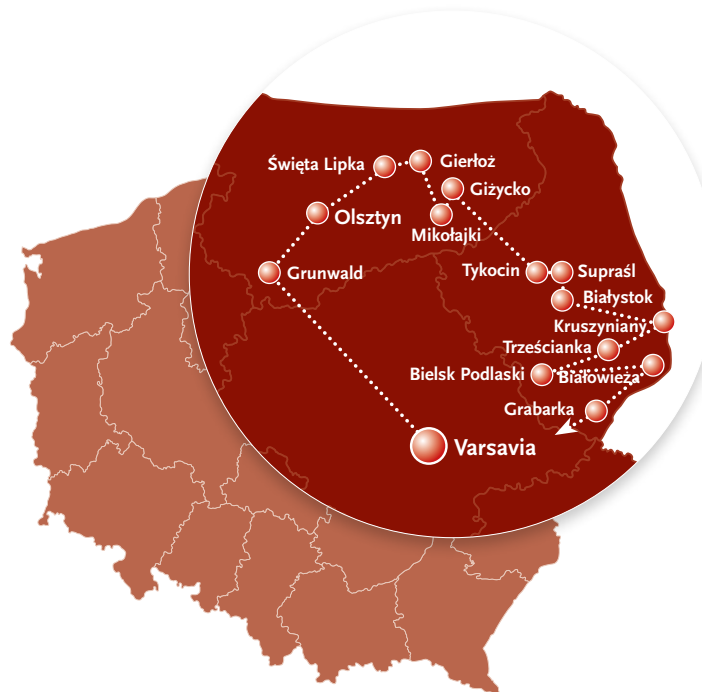 Święta Lipka
Gierłoż
Giżycko
Olsztyn
Mikołajki
Grunwald
Tykocin
Supraśl
Białystok
Kruszyniany
Trześcianka
Bielsk Podlaski
Białowieża
Grabarka
Varsavia